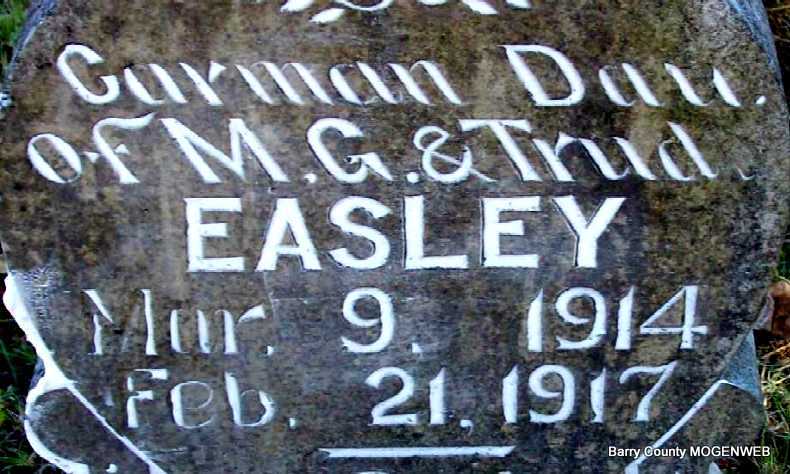 Garman Dau.
of M.G. & Trud.
EASLEY
Mar. 9. 1914
Feb. 21, 1917
Barry County MOGENWEB